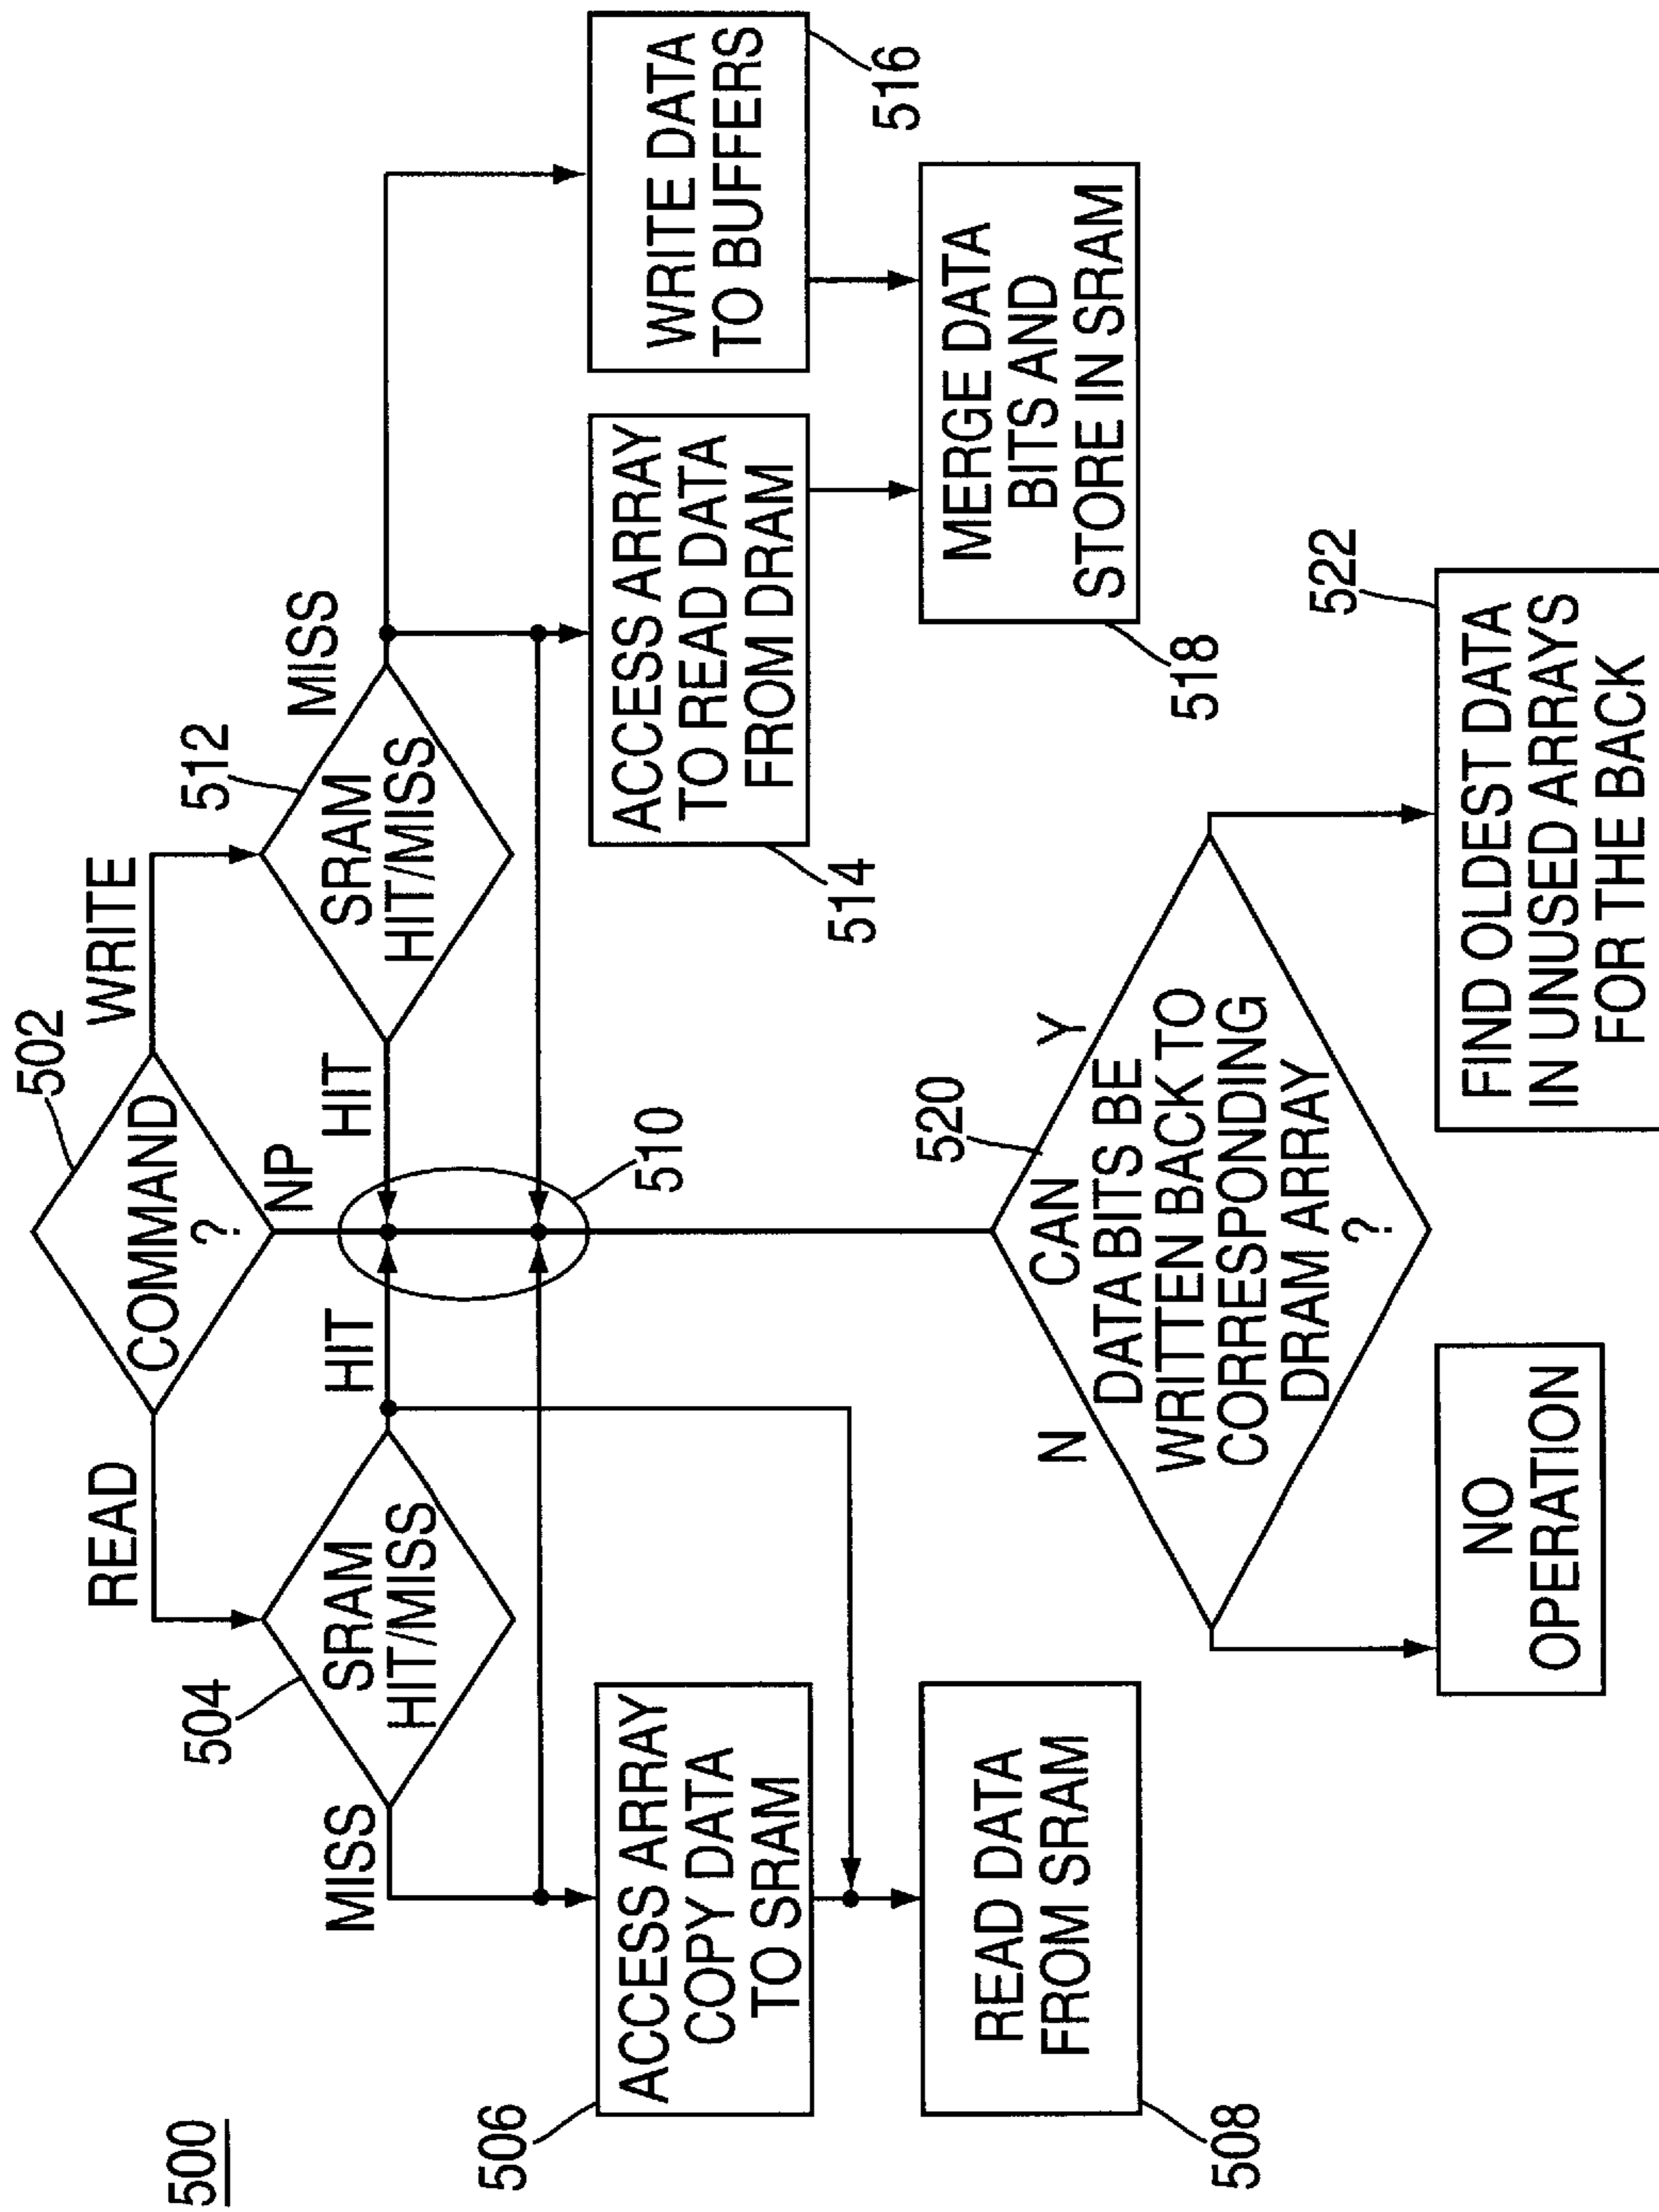 500
502
COMMAND
?
READ
WRITE
NP
504
SRAM
HIT/MISS
MISS
HIT
512
SRAM
HIT/MISS
HIT
MISS
510
506
ACCESS ARRAY
COPY DATA
TO SRAM
514
ACCESS ARRAY
TO READ DATA
FROM DRAM
WRITE DATA
TO BUFFERS
516
508
READ DATA
FROM SRAM
518
MERGE DATA
BITS AND
STORE IN SRAM
520
N
Y
CAN
DATA BITS BE
WRITTEN BACK TO
CORRESPONDING
DRAM ARRAY
?
NO
OPERATION
522
FIND OLDEST DATA
IN UNUSED ARRAYS
FOR THE BACK